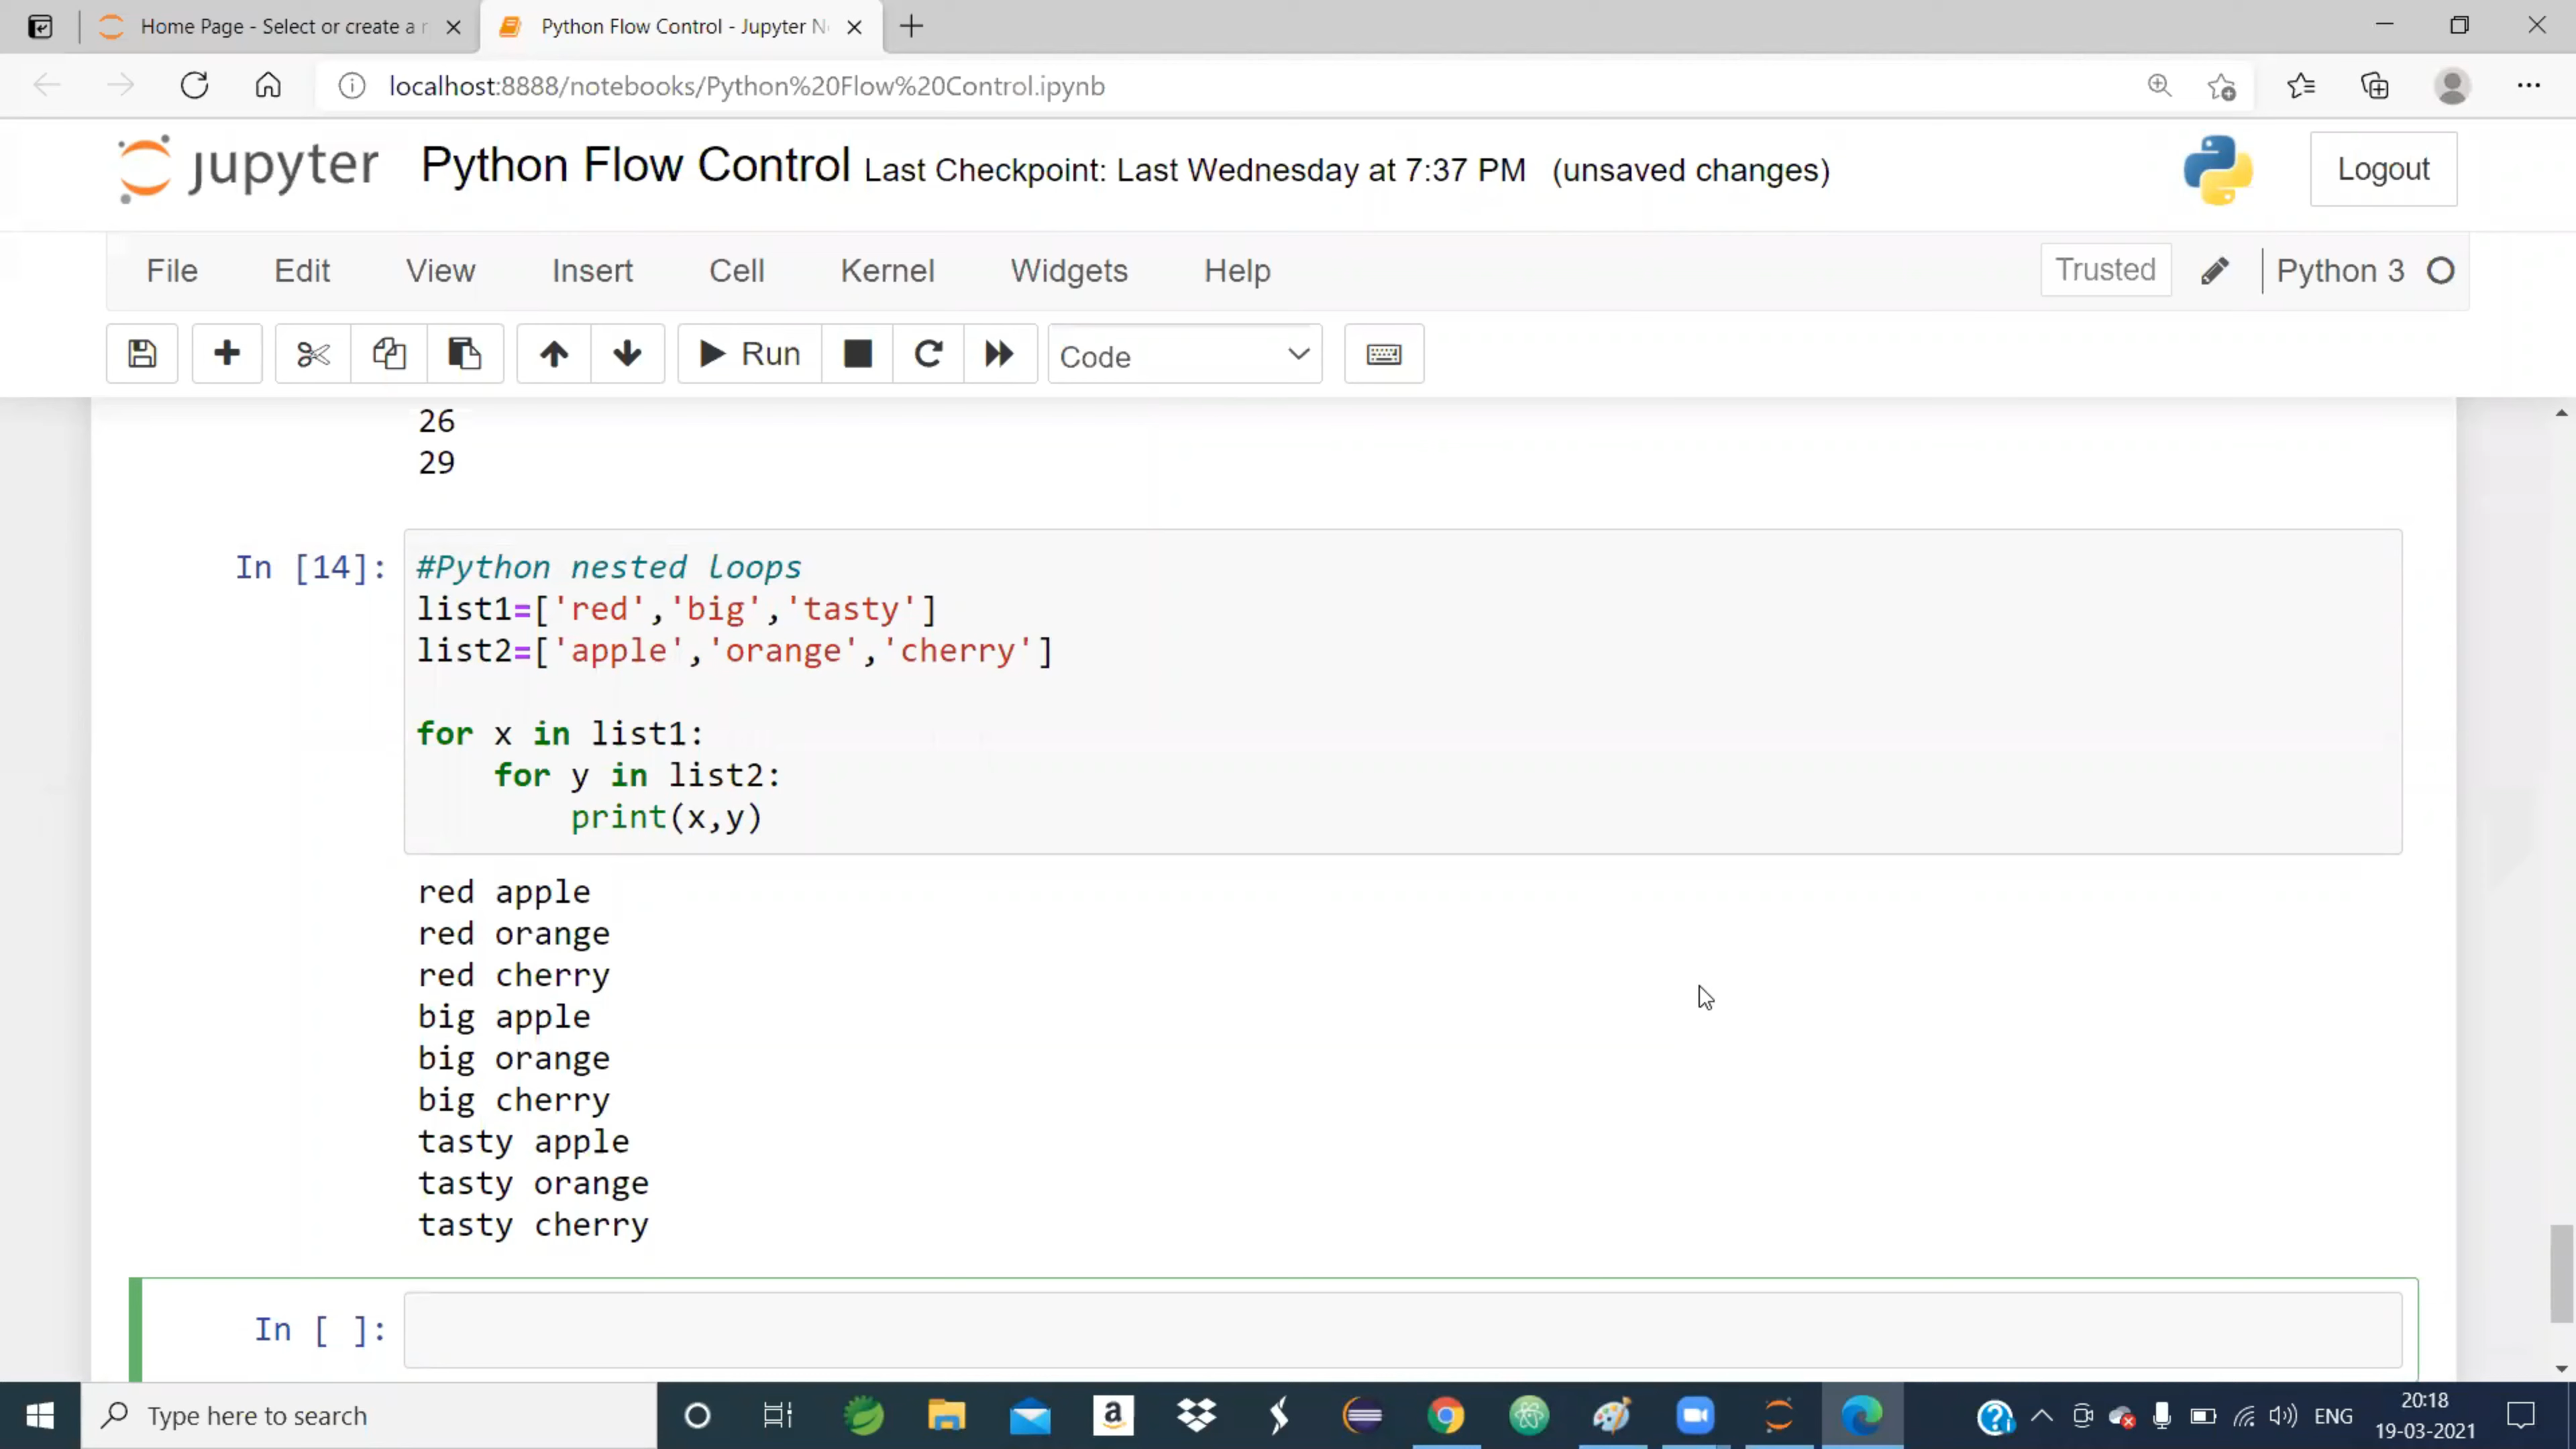 Home Page - Select or create a
Python Flow Control - Jupyter N
localhost:8888/notebooks/Python%20Flow%20Control.ipynb
jupyter Python Flow Control Last Checkpoint: Last Wednesday at 7:37 PM (unsaved changes)
Logout
File Edit View Insert Cell Kernel Widgets Help
Trusted Python 3
Run Code
26
29
In [14]: #Python nested loops
list1=['red','big','tasty']
list2=['apple','orange','cherry']
for x in list1:
    for y in list2:
        print(x,y)
red apple
red orange
red cherry
big apple
big orange
big cherry
tasty apple
tasty orange
tasty cherry
In [ ]:
Type here to search
a
ENG
20:18
19-03-2021